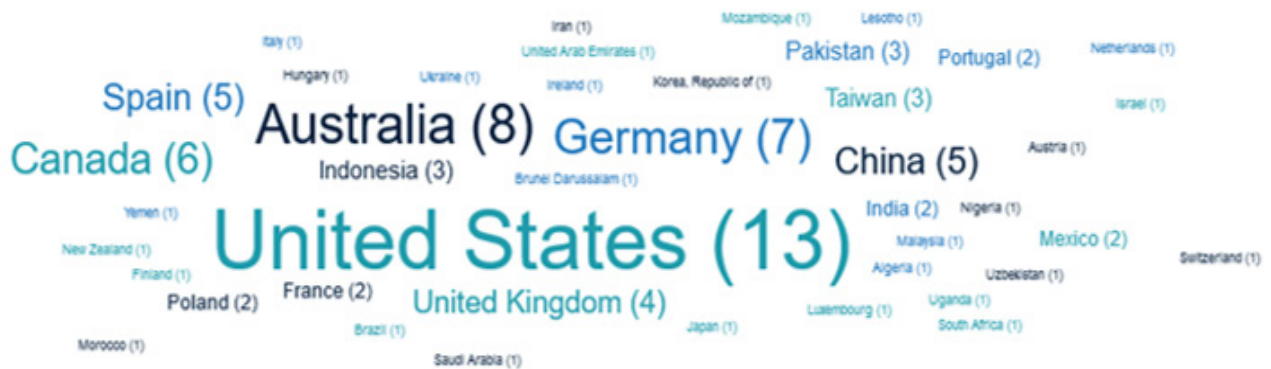 Mozambique (1)
Lesotho (1)
Iran (1)
Italy (1)
United Arab Emirates (1)
Pakistan (3)
Portugal (2)
Netherlands (1)
Hungary (1)
Ukraine (1)
Ireland (1)
Korea, Republic of (1)
Spain (5)
Taiwan (3)
Israel (1)
Australia (8)
Germany (7)
Canada (6)
China (5)
Austria (1)
Indonesia (3)
Brunei Darussalam (1)
Yemen (1)
India (2)
Nigeria (1)
United States (13)
Malaysia (1)
Mexico (2)
New Zealand (1)
Switzerland (1)
Finland (1)
Algeria (1)
Uzbekistan (1)
Poland (2)
France (2)
United Kingdom (4)
Luxembourg (1)
Uganda (1)
Brazil (1)
Japan (1)
South Africa (1)
Morocco (1)
Saudi Arabia (1)